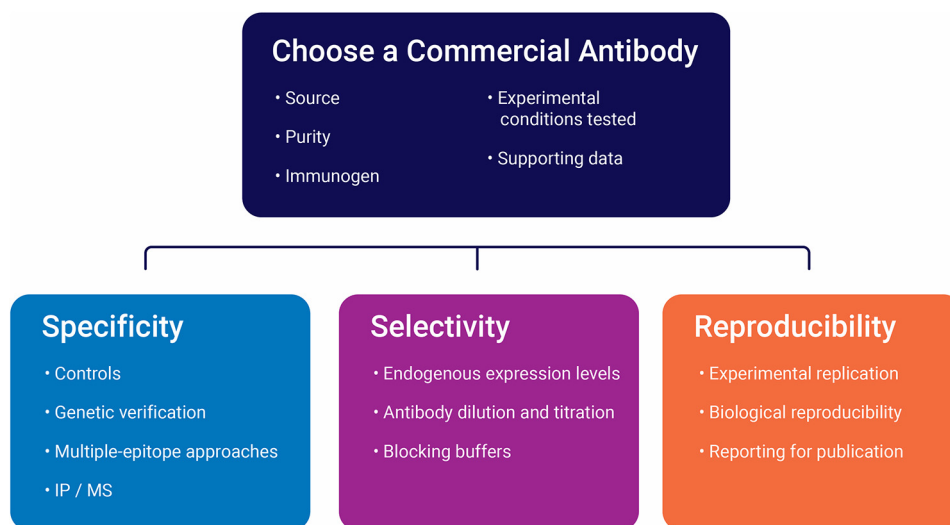 Choose a Commercial Antibody
• Source
• Purity
• Immunogen
• Experimental
conditions tested
• Supporting data
Specificity
• Controls
• Genetic verification
• Multiple-epitope approaches
• IP / MS
Selectivity
• Endogenous expression levels
• Antibody dilution and titration
• Blocking buffers
Reproducibility
• Experimental replication
• Biological reproducibility
• Reporting for publication